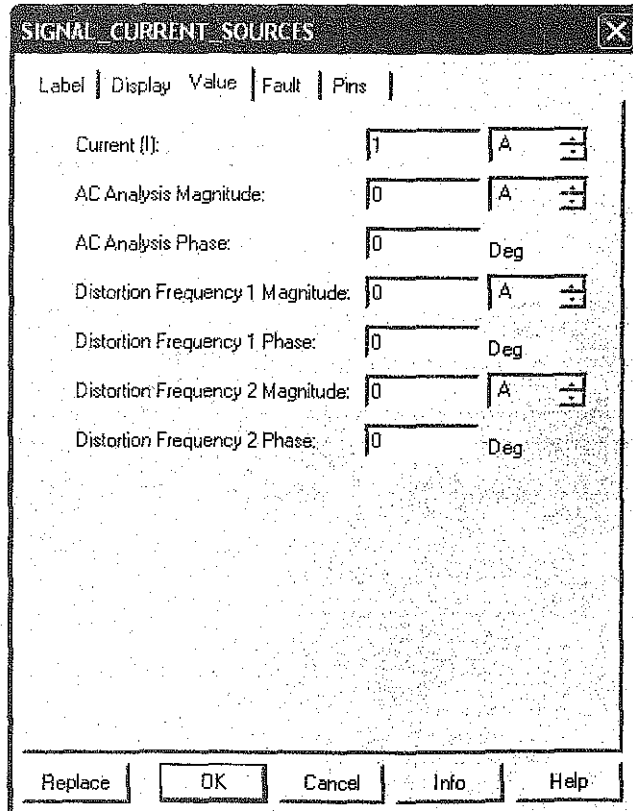 SIGNAL_CURRENT_SOURCES
Label Display Value Fault Pins
Current (I): 1 A
AC Analysis Magnitude: 0 A
AC Analysis Phase: 0 Deg
Distortion Frequency 1 Magnitude: 0 A
Distortion Frequency 1 Phase: 0 Deg
Distortion Frequency 2 Magnitude: 0 A
Distortion Frequency 2 Phase: 0 Deg
Replace OK Cancel Info Help